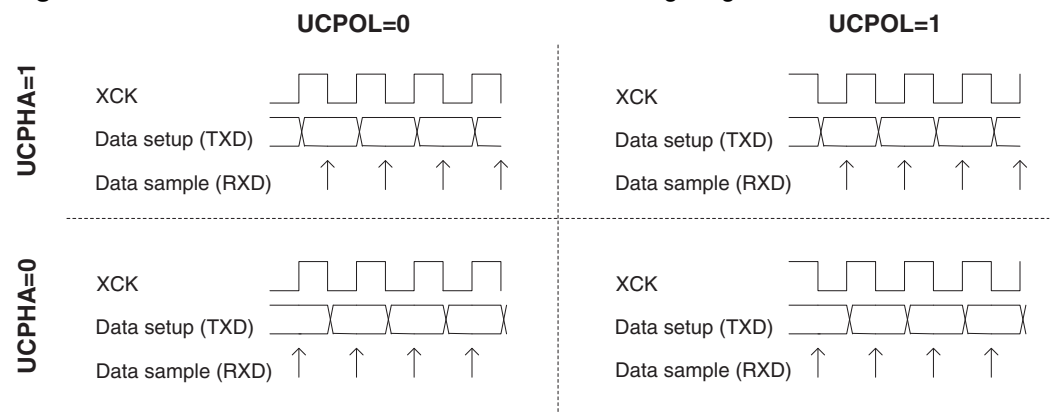 UCPOL=0
UCPOL=1
UCPHA=1
XCK
Data setup (TXD)
Data sample (RXD)
XCK
Data setup (TXD)
Data sample (RXD)
UCPHA=0
XCK
Data setup (TXD)
Data sample (RXD)
XCK
Data setup (TXD)
Data sample (RXD)